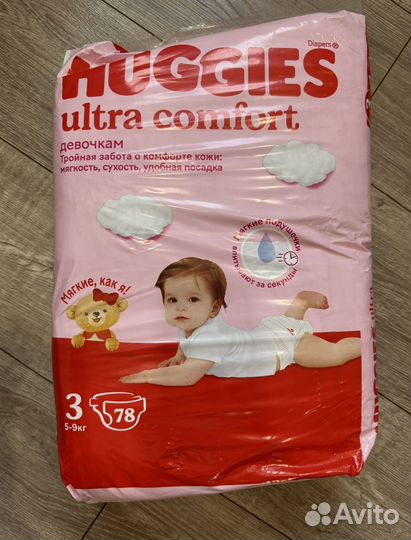 Diapers
HUGGIES
ultra comfort
девочкам
Тройная забота о комфорте кожи:
мягкость, сухость, удобная посадка
Мягкие подушечки
впитывают за секунды
Мягкие, как я!
3
78
5-9кг
Avito